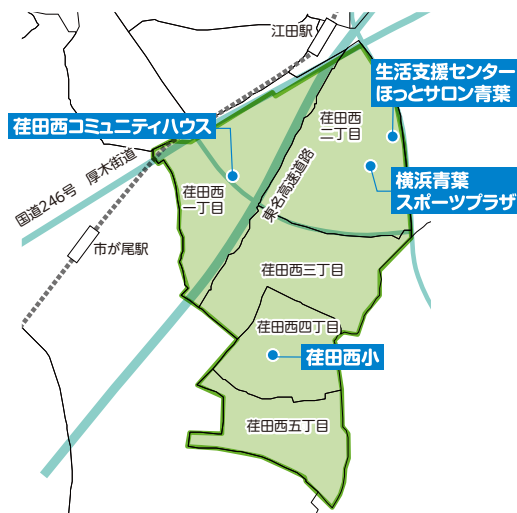 江田駅
生活支援センター
ほっとサロン青葉
荏田西コミュニティハウス
荏田西
二丁目
国道246号 厚木街道
東名高速道路
横浜青葉
スポーツプラザ
荏田西
一丁目
市が尾駅
荏田西三丁目
荏田西四丁目
荏田西小
荏田西五丁目